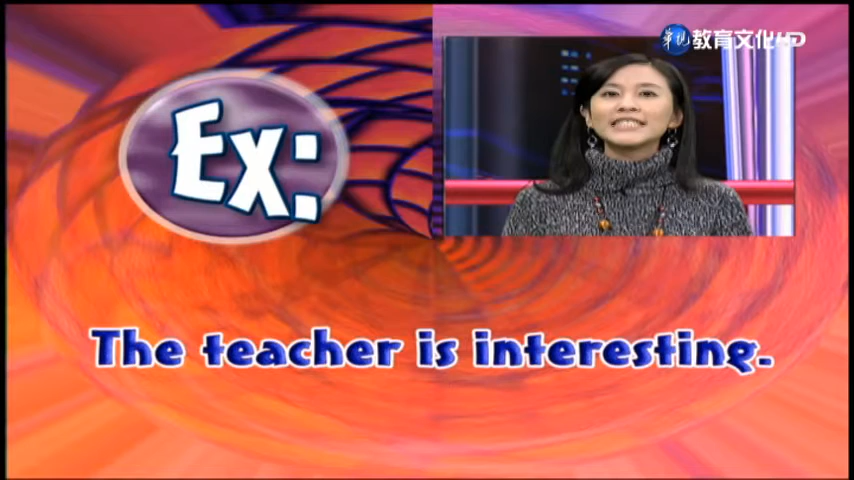 華視 教育文化HD
Ex:
The teacher is interesting.